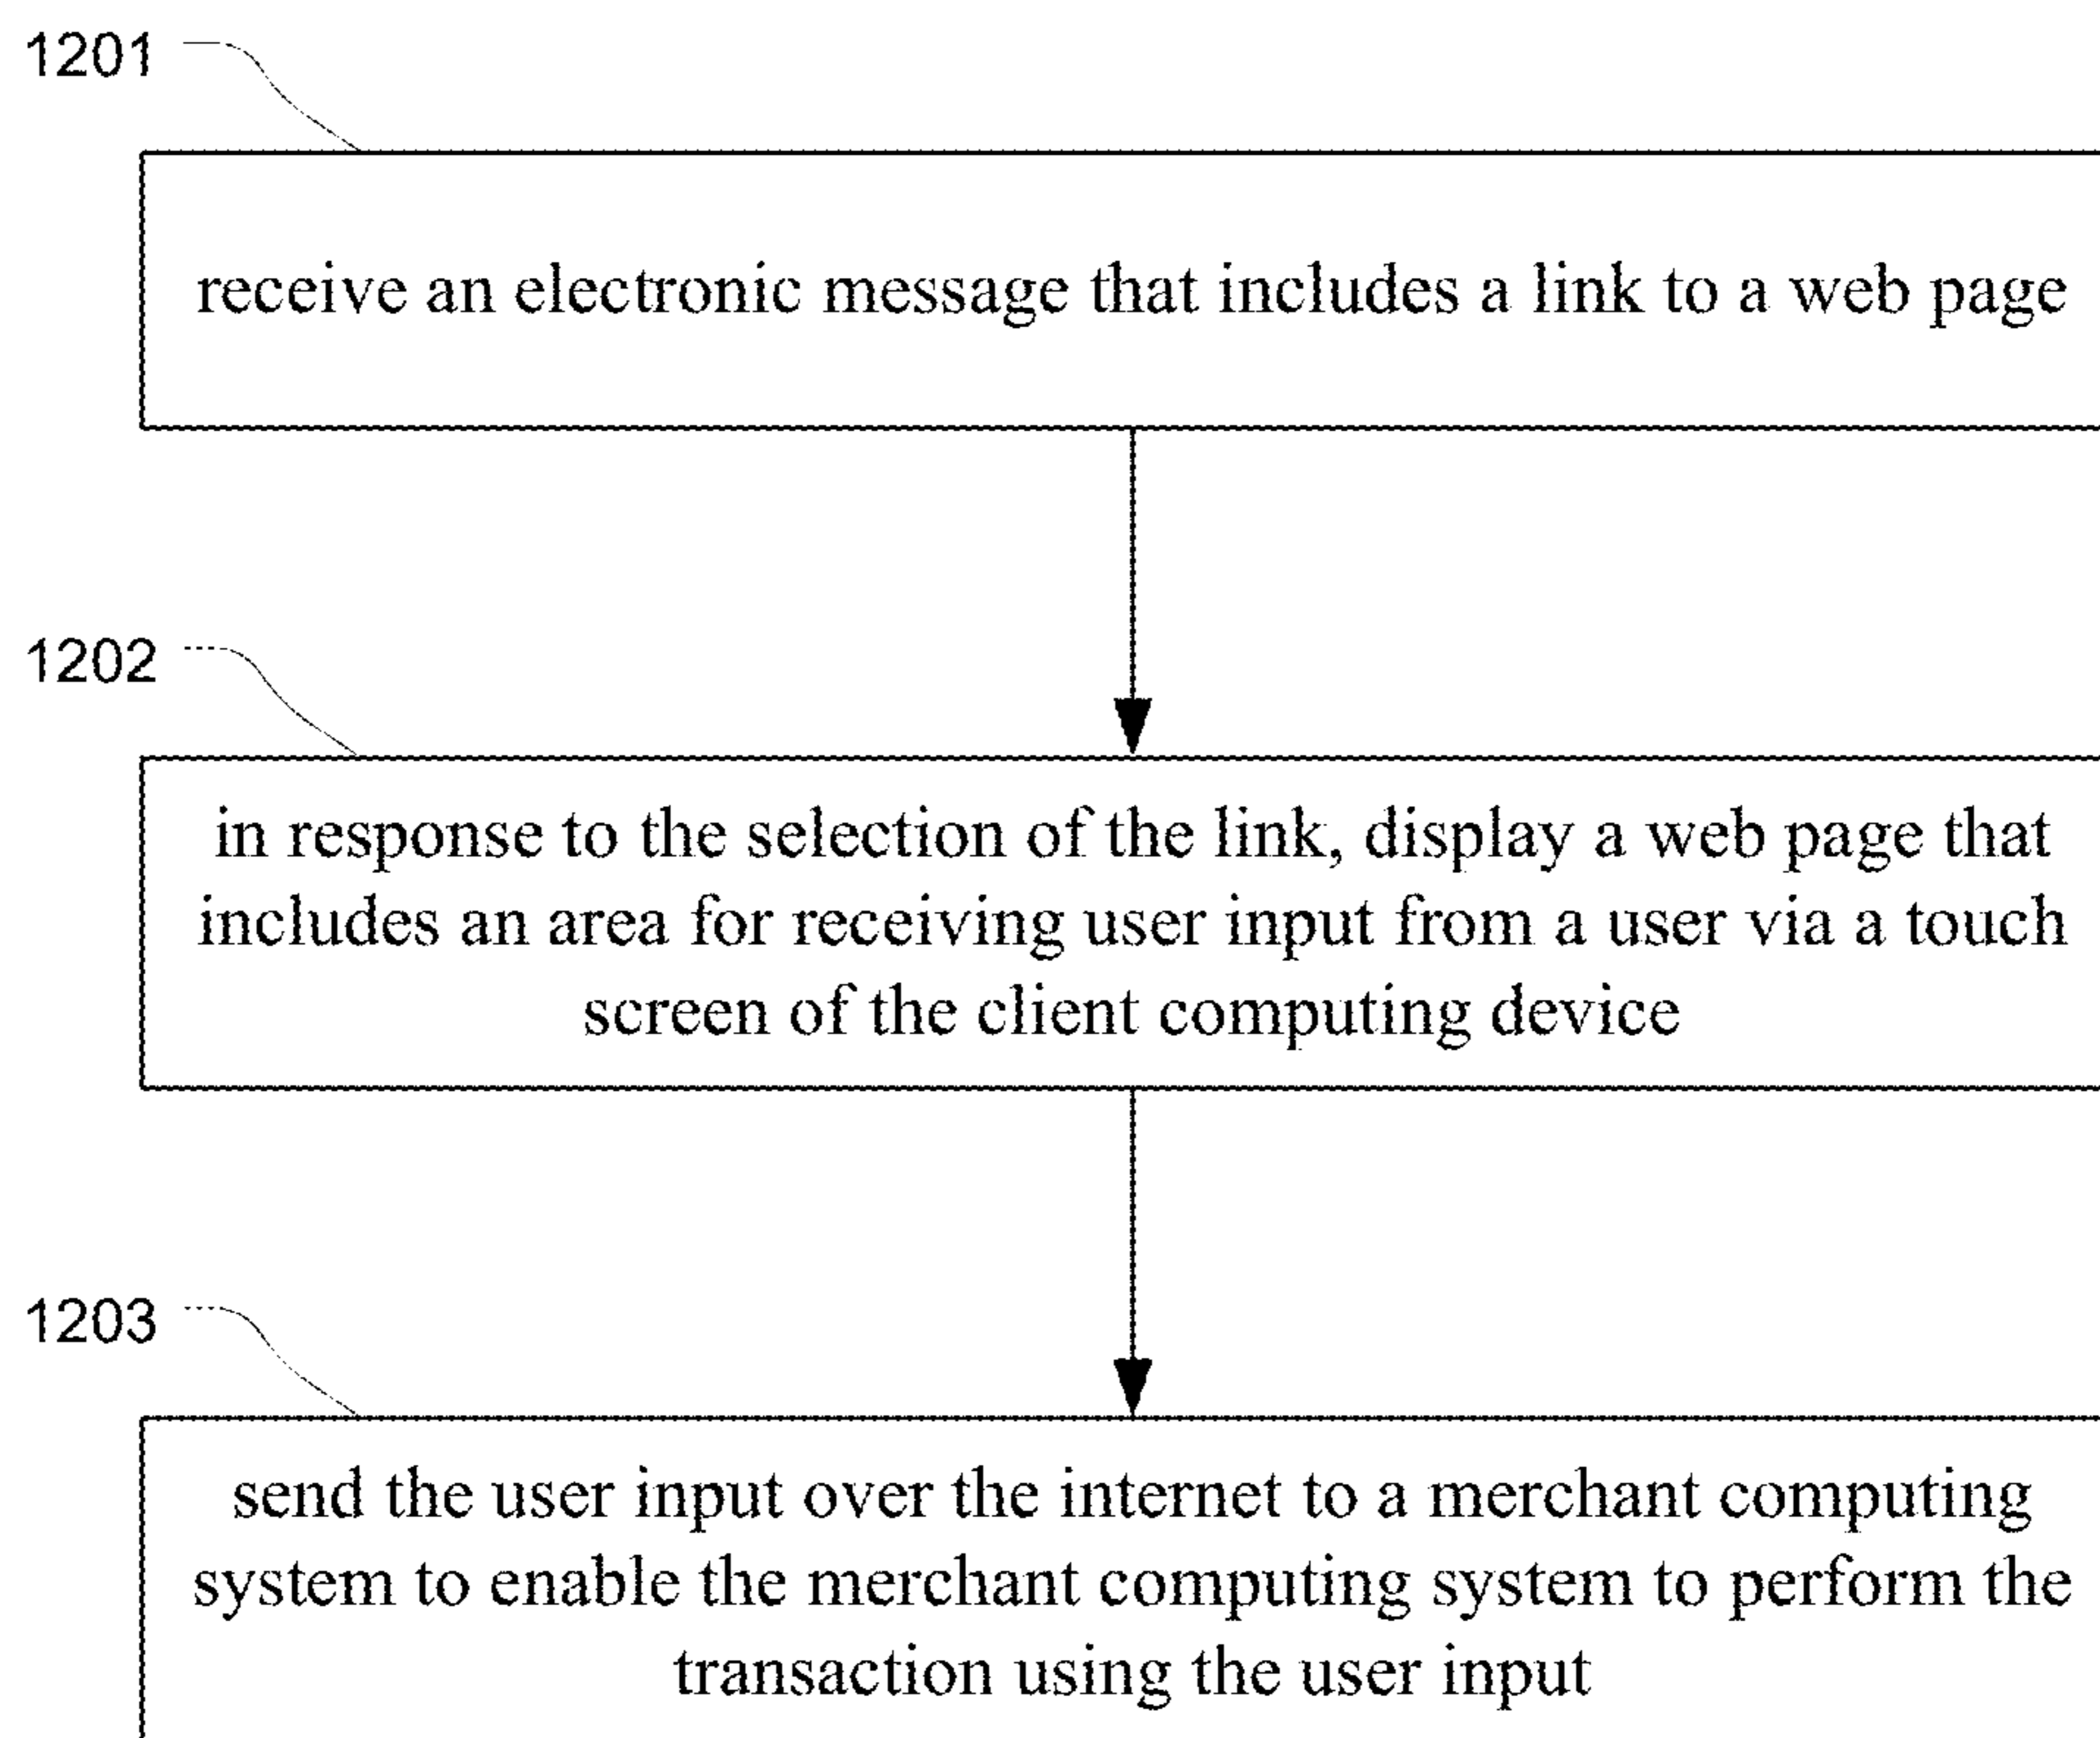 1201
receive an electronic message that includes a link to a web page
1202
in response to the selection of the link, display a web page that
includes an area for receiving user input from a user via a touch
screen of the client computing device
1203
send the user input over the internet to a merchant computing
system to enable the merchant computing system to perform the
transaction using the user input